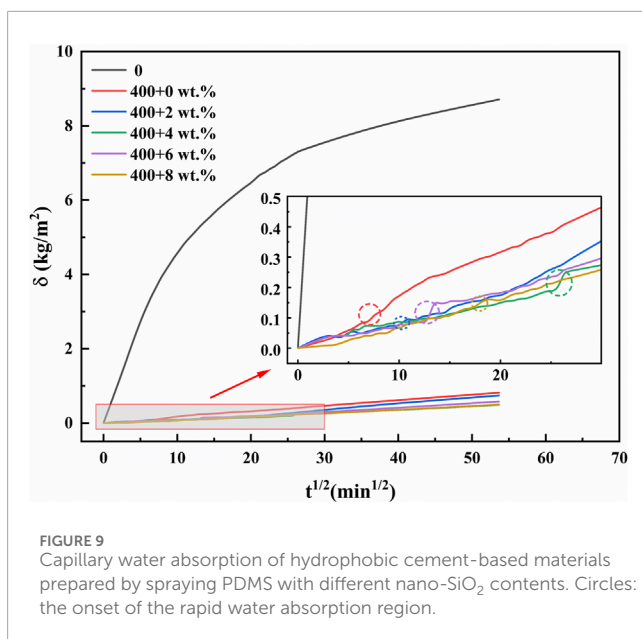 10
8
6
4
2
0
δ (kg/m²)
0
400+0 wt.%
400+2 wt.%
400+4 wt.%
400+6 wt.%
400+8 wt.%
0.5
0.4
0.3
0.2
0.1
0.0
0 10 20
0 10 20 30 40 50 60 70
t^1/2(min^1/2)
FIGURE 9
Capillary water absorption of hydrophobic cement-based materials
prepared by spraying PDMS with different nano-SiO₂ contents. Circles:
the onset of the rapid water absorption region.